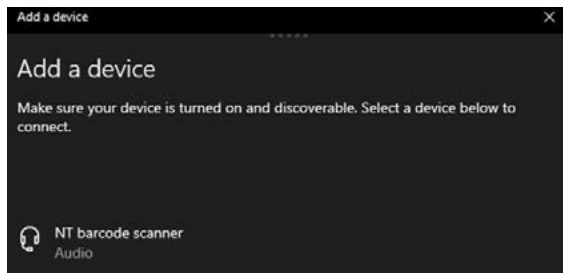 Add a device
Add a device
Make sure your device is turned on and discoverable. Select a device below to
connect.
NT barcode scanner
Audio